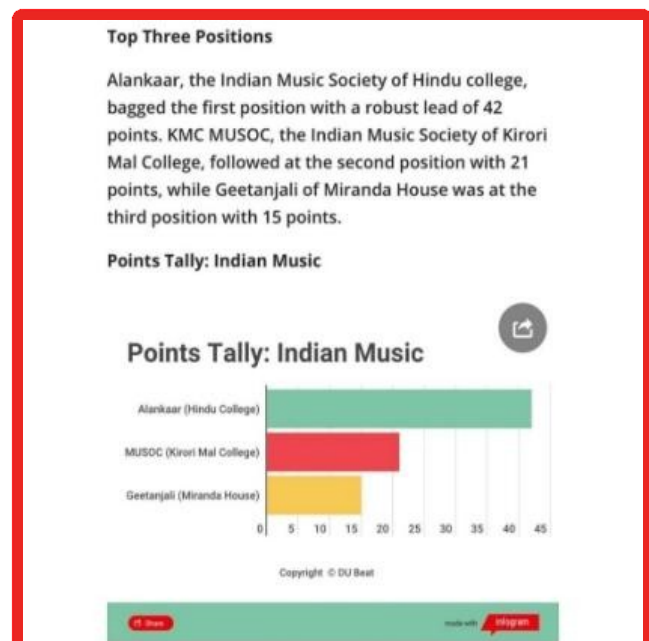 Top Three Positions
Alankaar, the Indian Music Society of Hindu college,
bagged the first position with a robust lead of 42
points. KMC MUSOC, the Indian Music Society of Kirori
Mal College, followed at the second position with 21
points, while Geetanjali of Miranda House was at the
third position with 15 points.
Points Tally: Indian Music
Points Tally: Indian Music
Alankaar (Hindu College)
MUSOC (Kirori Mal College)
Geetanjali (Miranda House)
0 5 10 15 20 25 30 35 40 45
Copyright © DU Beat
Share
made with infogram